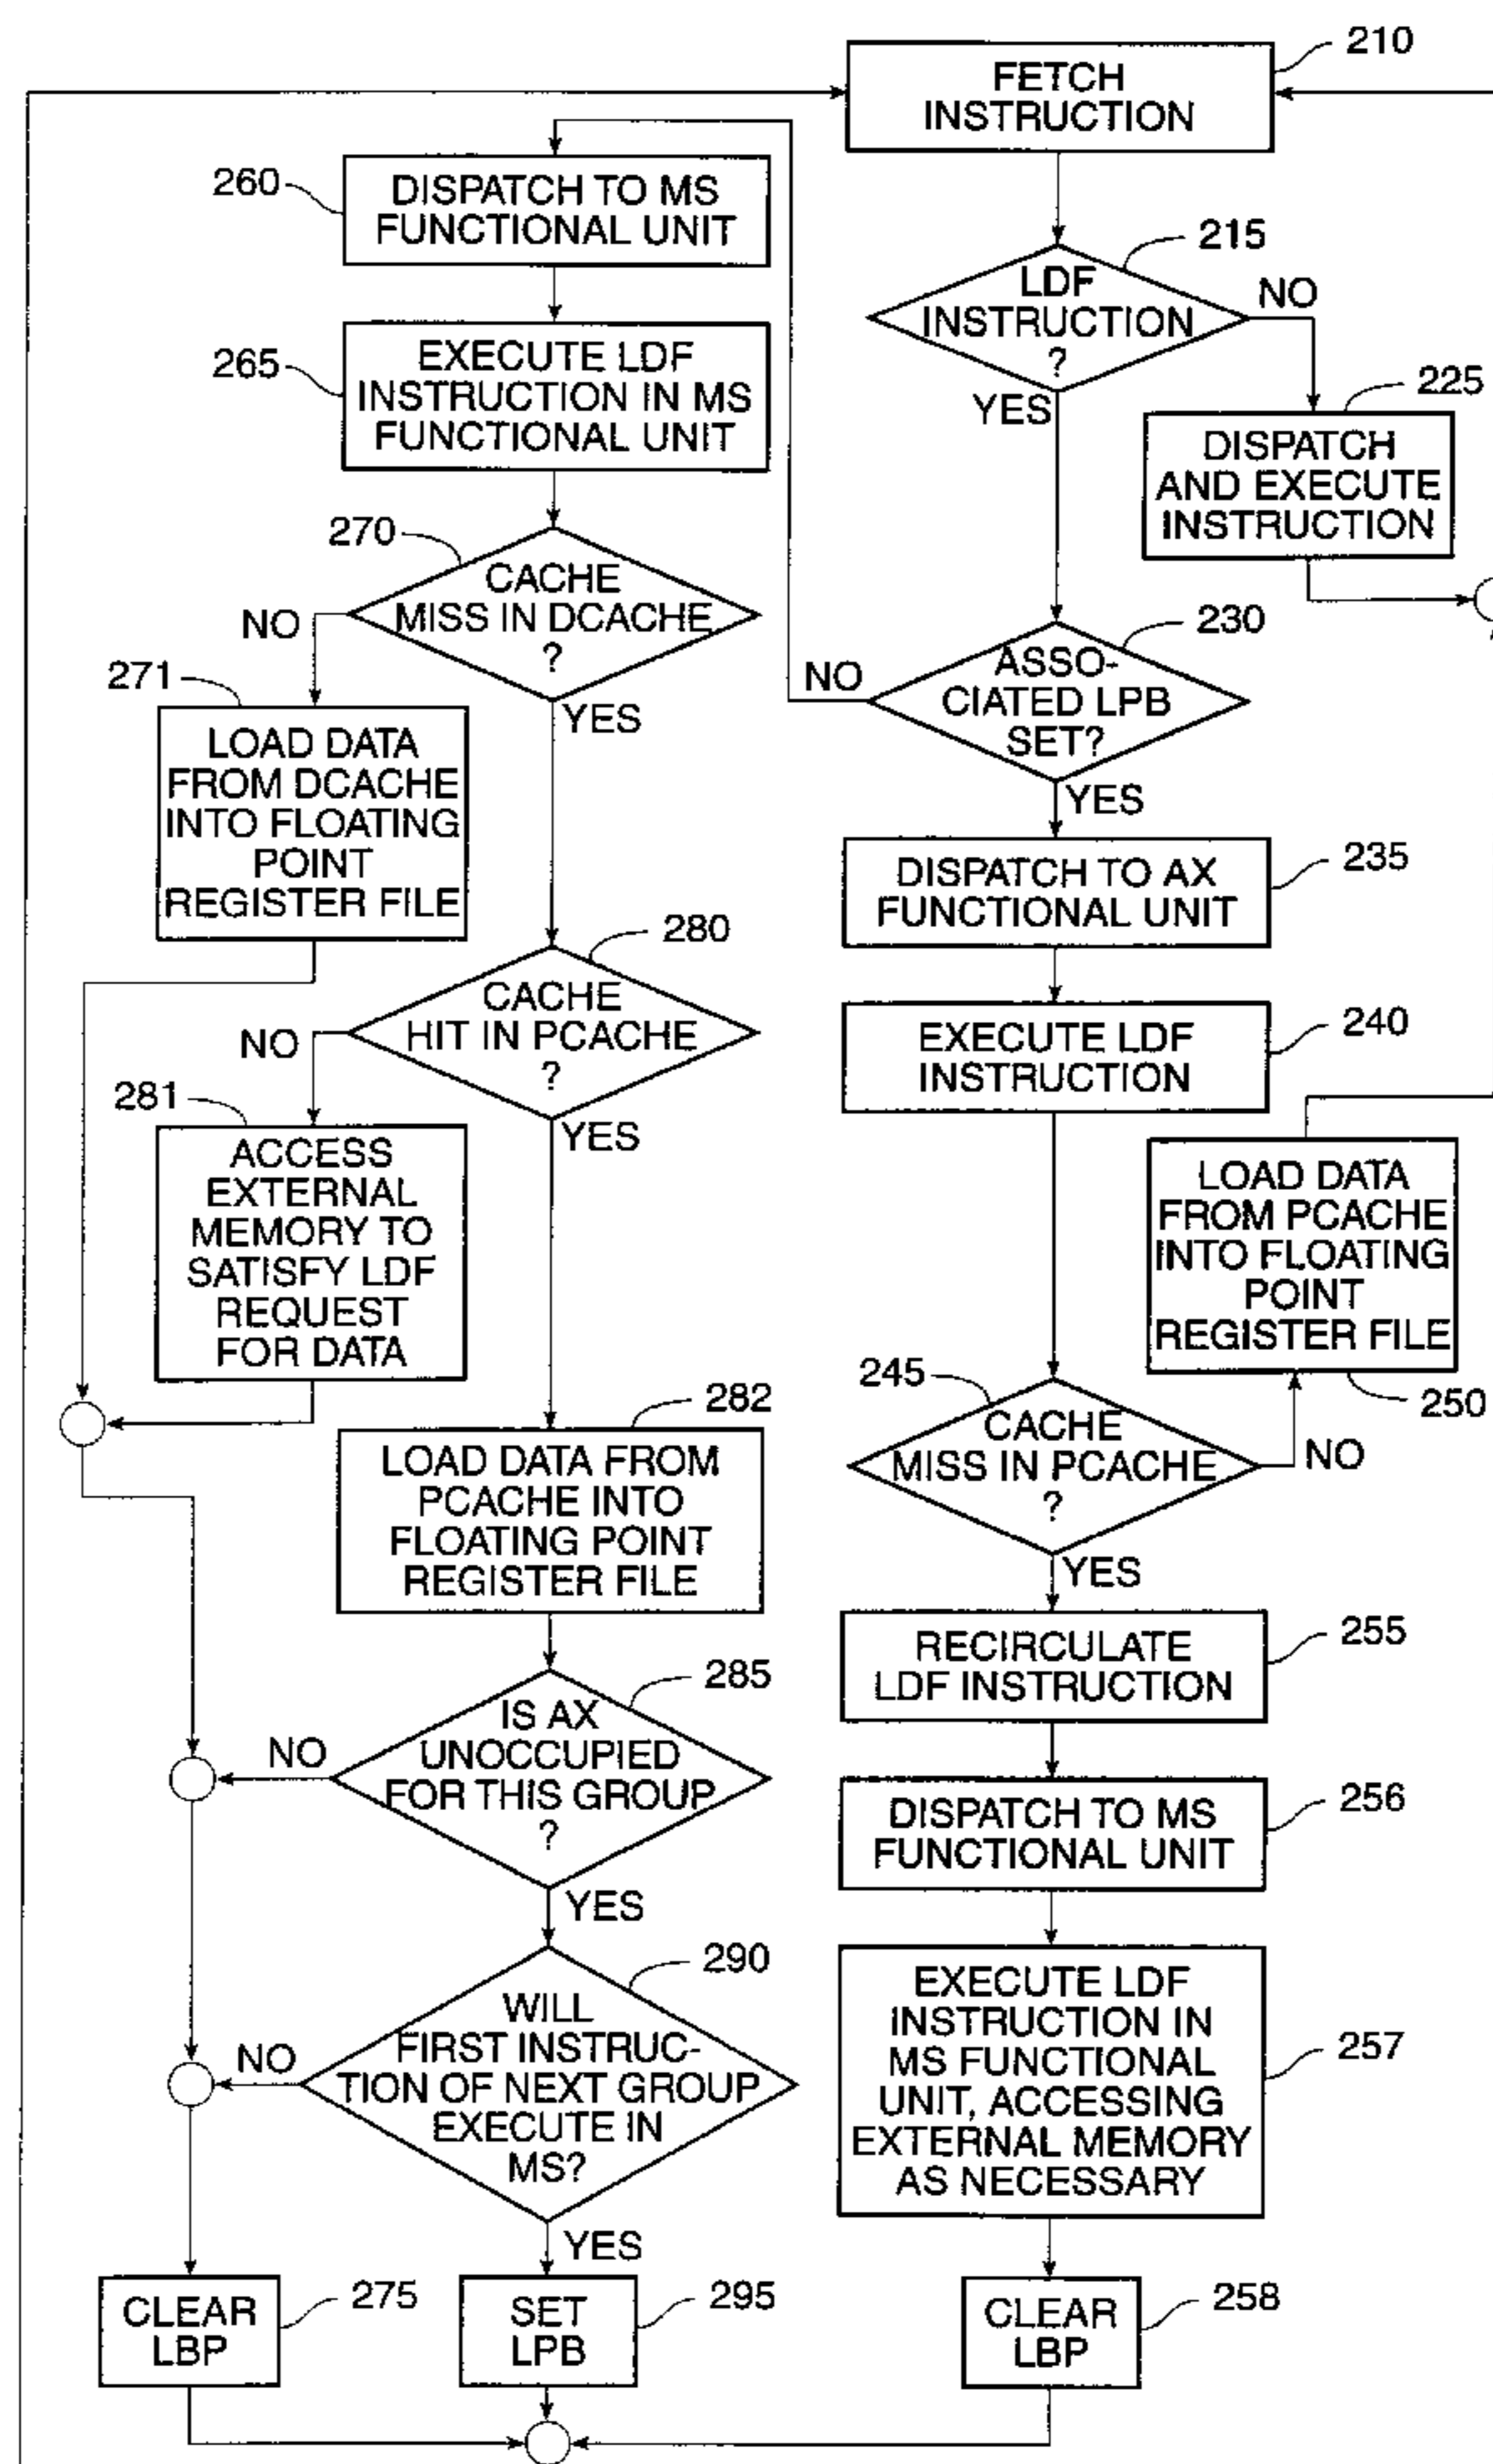 210
FETCH
INSTRUCTION
260
DISPATCH TO MS
FUNCTIONAL UNIT
215
LDF
INSTRUCTION
?
NO
YES
265
EXECUTE LDF
INSTRUCTION IN MS
FUNCTIONAL UNIT
225
DISPATCH
AND EXECUTE
INSTRUCTION
270
CACHE
MISS IN DCACHE
?
NO
YES
230
ASSO-
CIATED LPB
SET?
NO
YES
271
LOAD DATA
FROM DCACHE
INTO FLOATING
POINT
REGISTER FILE
235
DISPATCH TO AX
FUNCTIONAL UNIT
280
CACHE
HIT IN PCACHE
?
NO
YES
240
EXECUTE LDF
INSTRUCTION
281
ACCESS
EXTERNAL
MEMORY TO
SATISFY LDF
REQUEST
FOR DATA
LOAD DATA
FROM PCACHE
INTO FLOATING
POINT
REGISTER FILE
250
245
CACHE
MISS IN PCACHE
?
NO
YES
282
LOAD DATA FROM
PCACHE INTO
FLOATING POINT
REGISTER FILE
255
RECIRCULATE
LDF INSTRUCTION
285
IS AX
UNOCCUPIED
FOR THIS GROUP
?
NO
YES
256
DISPATCH TO MS
FUNCTIONAL UNIT
290
WILL
FIRST INSTRUC-
TION OF NEXT GROUP
EXECUTE IN
MS?
NO
YES
257
EXECUTE LDF
INSTRUCTION IN
MS FUNCTIONAL
UNIT, ACCESSING
EXTERNAL MEMORY
AS NECESSARY
CLEAR
LBP
275
SET
LPB
295
CLEAR
LBP
258